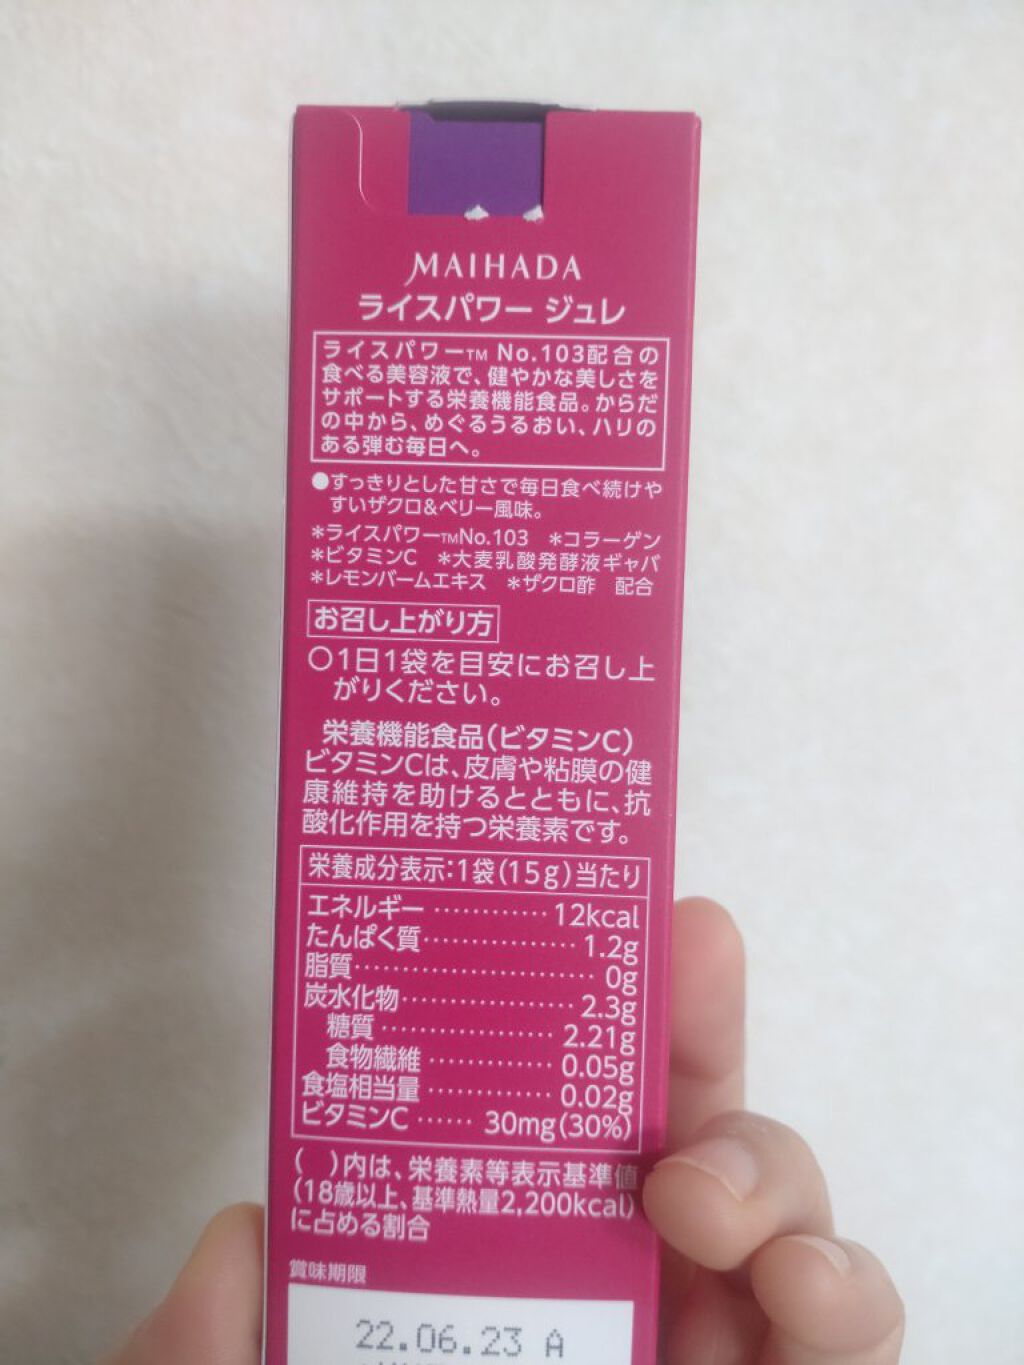 MAIHADA
ライスパワー ジュレ
ライスパワー™ No.103配合の
食べる美容液で、健やかな美しさを
サポートする栄養機能食品。からだ
の中から、めぐるうるおい、ハリの
ある弾む毎日へ。
●すっきりとした甘さで毎日食べ続けや
すいザクロ&ベリー風味。
*ライスパワー™No.103 *コラーゲン
*ビタミンC *大麦乳酸発酵液ギャバ
*レモンバームエキス *ザクロ酢 配合
お召し上がり方
○1日1袋を目安にお召し上
がりください。
栄養機能食品(ビタミンC)
ビタミンCは、皮膚や粘膜の健
康維持を助けるとともに、抗
酸化作用を持つ栄養素です。
栄養成分表示:1袋(15g)当たり
エネルギー ………… 12kcal
たんぱく質 ………… 1.2g
脂質 ………… 0g
炭水化物 ………… 2.3g
糖質 ………… 2.21g
食物繊維 ………… 0.05g
食塩相当量 ………… 0.02g
ビタミンC …… 30mg(30%)
( )内は、栄養素等表示基準値
(18歳以上、基準熱量2,200kcal)
に占める割合
賞味期限
22.06.23 A